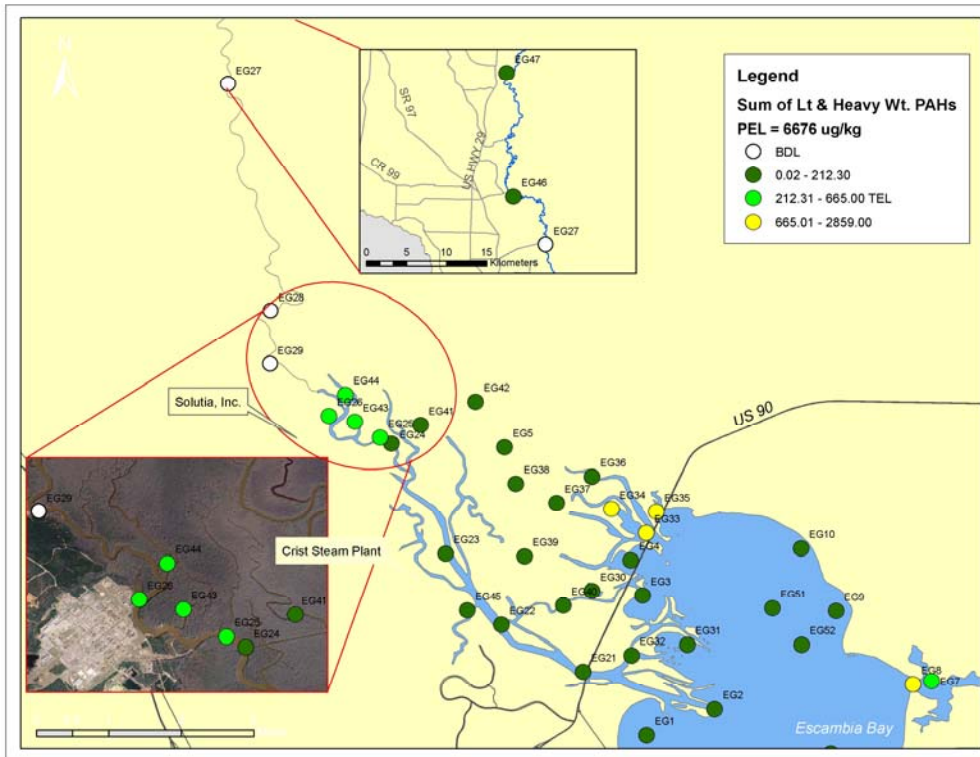 N
EG27
EG47
SR 97
US HWY 29
CR 99
EG46
EG27
0 5 10 15
Kilometers
Legend
Sum of Lt & Heavy Wt. PAHs
PEL = 6676 ug/kg
BDL
0.02 - 212.30
212.31 - 665.00 TEL
665.01 - 2859.00
EG28
EG29
Solutia, Inc.
EG44
EG26
EG43
EG25
EG24
EG41
EG42
EG5
EG38
EG37
EG36
EG34
EG35
EG33
US 90
EG4
EG39
EG23
EG30
EG40
EG3
EG45
EG22
EG32
EG31
EG21
EG2
EG1
EG10
EG51
EG9
EG52
EG8
EG7
Escambia Bay
EG29
EG44
Crist Steam Plant
EG26
EG43
EG41
EG25
EG24